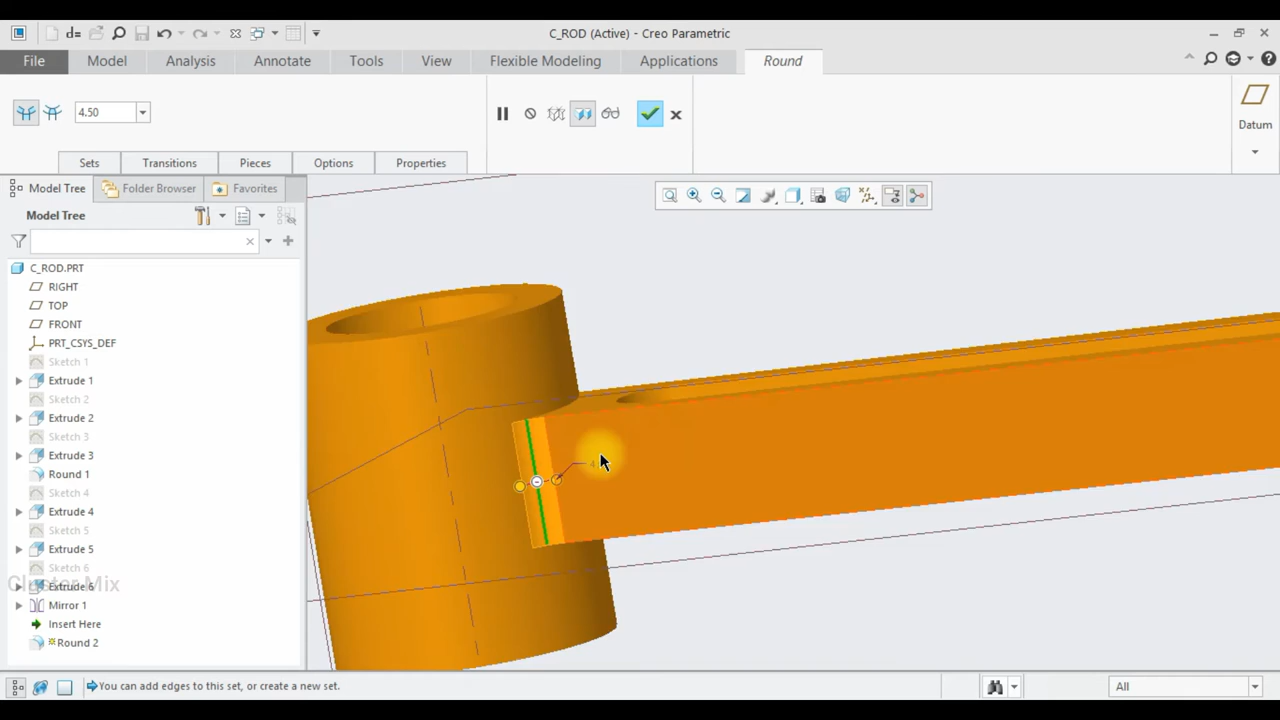 d=
C_ROD (Active) - Creo Parametric
File Model Analysis Annotate Tools View Flexible Modeling Applications Round
4.50
Datum
Sets Transitions Pieces Options Properties
Model Tree Folder Browser Favorites
Model Tree
C_ROD.PRT
RIGHT
TOP
FRONT
PRT_CSYS_DEF
Sketch 1
Extrude 1
Sketch 2
Extrude 2
Sketch 3
Extrude 3
Round 1
Sketch 4
Extrude 4
Sketch 5
Extrude 5
Sketch 6
Cluster Mix
Extrude 6
Mirror 1
Insert Here
Round 2
You can add edges to this set, or create a new set.
All